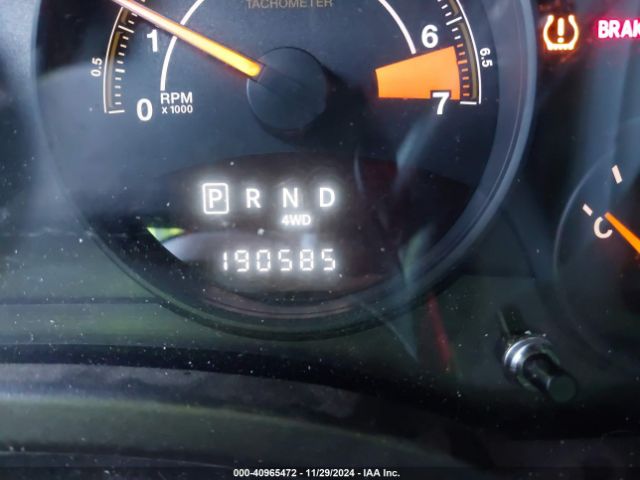 TACHOMETER
0.5
1
0
RPM
x 1000
6
6.5
7
BRAK
P R N D
4WD
190585
C
000-40965472 - 11/29/2024 - IAA Inc.